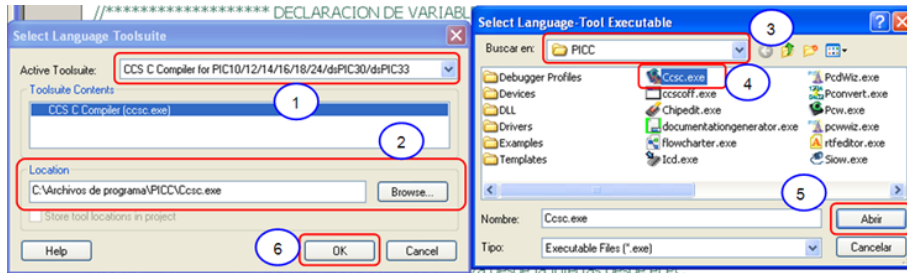 //******************* DECLARACION DE VARIABL
Select Language Toolsuite
Active Toolsuite:
CCS C Compiler for PIC10/12/14/16/18/24/dsPIC30/dsPIC33
1
Toolsuite Contents
CCS C Compiler (ccsc.exe)
2
Location
C:\Archivos de programa\PICC\Ccsc.exe
Browse...
Store tool locations in project
Help
6
OK
Cancel
Select Language-Tool Executable
Buscar en:
PICC
3
Debugger Profiles
Devices
DLL
Drivers
Examples
Templates
Ccsc.exe
4
ccscoff.exe
Chipedit.exe
documentationgenerator.exe
flowcharter.exe
Icd.exe
PcdWiz.exe
Pconvert.exe
Pcw.exe
pcwwiz.exe
rtfeditor.exe
Siow.exe
5
Nombre:
Ccsc.exe
Abrir
Tipo:
Executable Files (*.exe)
Cancelar